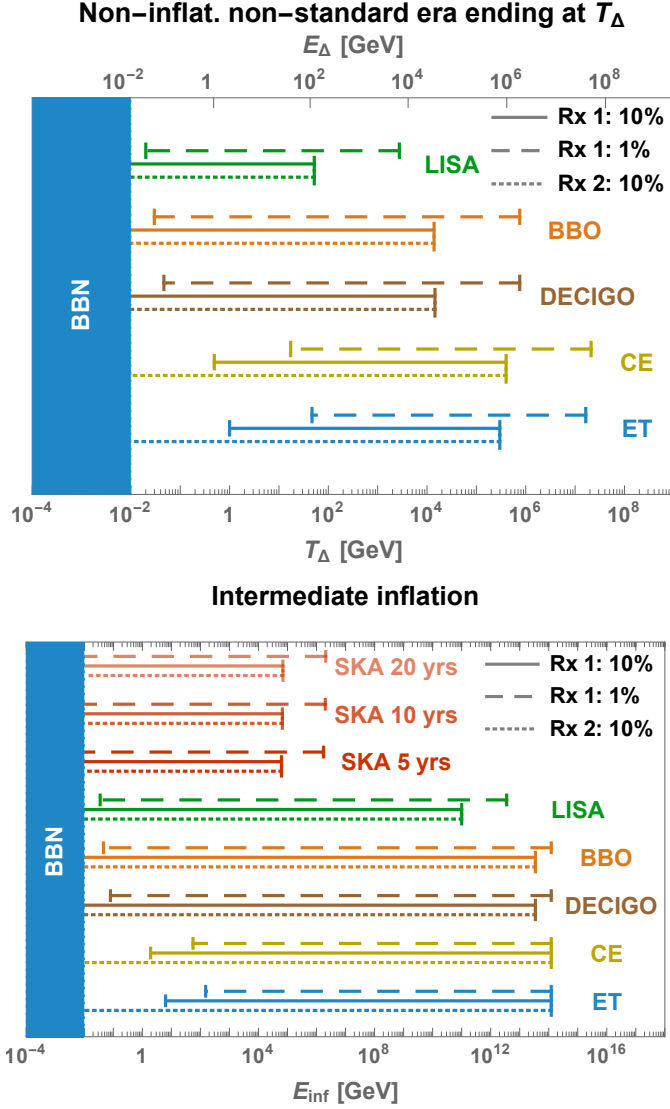 Non−inflat. non−standard era ending at T_Δ
E_Δ [GeV]
10^-2 1 10^2 10^4 10^6 10^8
Rx 1: 10%
Rx 1: 1%
Rx 2: 10%
LISA
BBO
DECIGO
CE
ET
BBN
10^-4 10^-2 1 10^2 10^4 10^6 10^8
T_Δ [GeV]
Intermediate inflation
Rx 1: 10%
Rx 1: 1%
Rx 2: 10%
SKA 20 yrs
SKA 10 yrs
SKA 5 yrs
LISA
BBO
DECIGO
CE
ET
BBN
10^-4 1 10^4 10^8 10^12 10^16
E_inf [GeV]